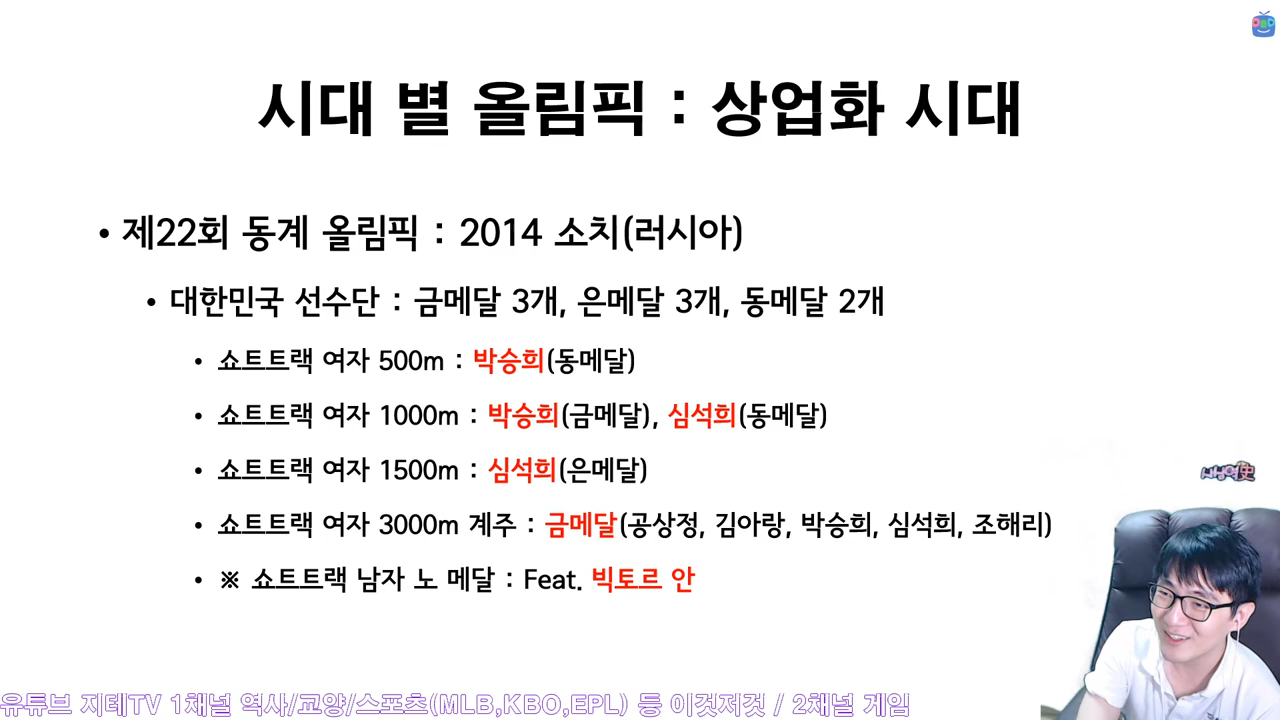 시대 별 올림픽 : 상업화 시대
• 제22회 동계 올림픽 : 2014 소치(러시아)
• 대한민국 선수단 : 금메달 3개, 은메달 3개, 동메달 2개
• 쇼트트랙 여자 500m : 박승희(동메달)
• 쇼트트랙 여자 1000m : 박승희(금메달), 심석희(동메달)
• 쇼트트랙 여자 1500m : 심석희(은메달)
• 쇼트트랙 여자 3000m 계주 : 금메달(공상정, 김아랑, 박승희, 심석희, 조해리)
• ※ 쇼트트랙 남자 노 메달 : Feat. 빅토르 안
유튜브 지테TV 1채널 역사/교양/스포츠(MLB,KBO,EPL) 등 이것저것 / 2채널 게임